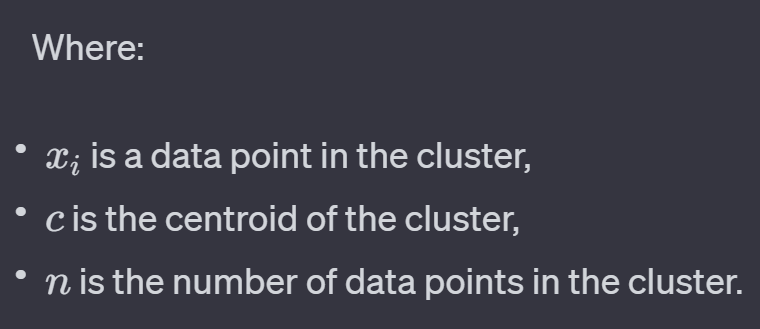 Where:
• xᵢ is a data point in the cluster,
• c is the centroid of the cluster,
• n is the number of data points in the cluster.